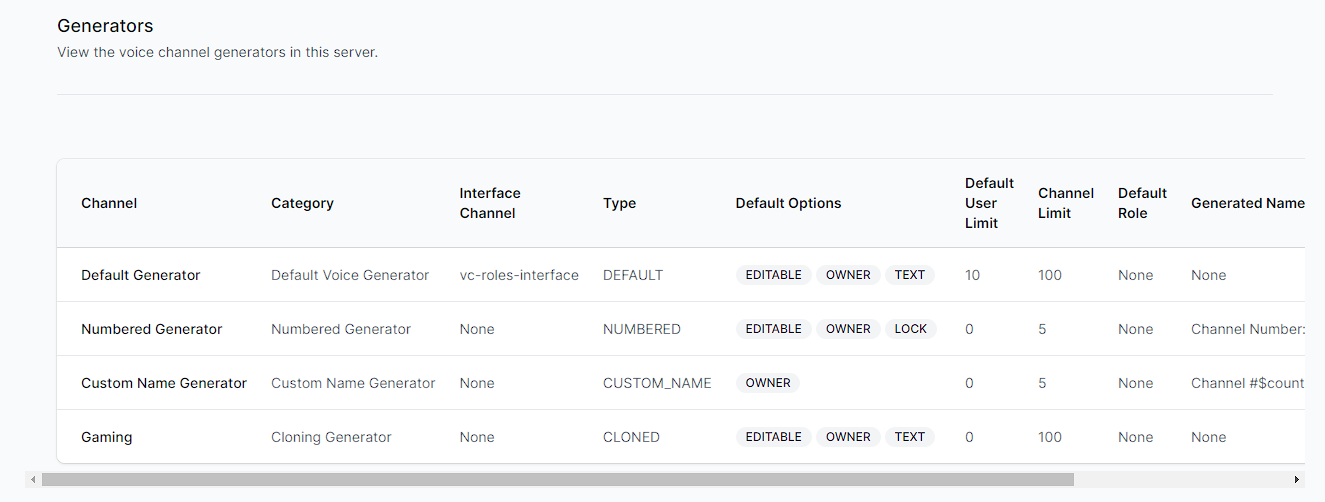 Generators
View the voice channel generators in this server.
Channel Category Interface Channel Type Default Options Default User Limit Channel Limit Default Role Generated Name
Default Generator Default Voice Generator vc-roles-interface DEFAULT EDITABLE OWNER TEXT 10 100 None None
Numbered Generator Numbered Generator None NUMBERED EDITABLE OWNER LOCK 0 5 None Channel Number:
Custom Name Generator Custom Name Generator None CUSTOM_NAME OWNER 0 5 None Channel #$count
Gaming Cloning Generator None CLONED EDITABLE OWNER TEXT 0 100 None None